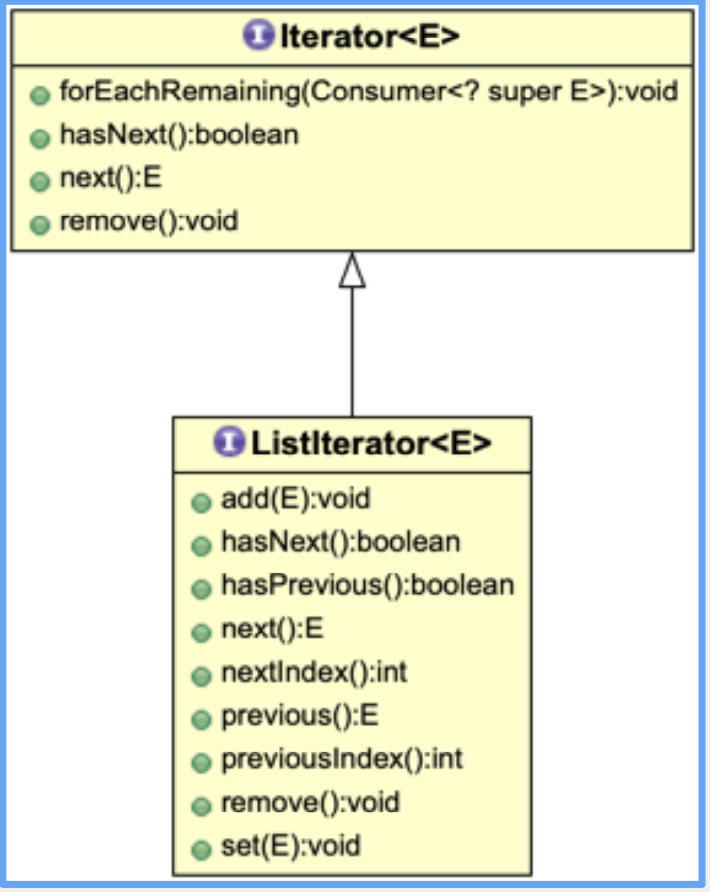 I Iterator<E>
forEachRemaining(Consumer<? super E>):void
hasNext():boolean
next():E
remove():void
I ListIterator<E>
add(E):void
hasNext():boolean
hasPrevious():boolean
next():E
nextIndex():int
previous():E
previousIndex():int
remove():void
set(E):void